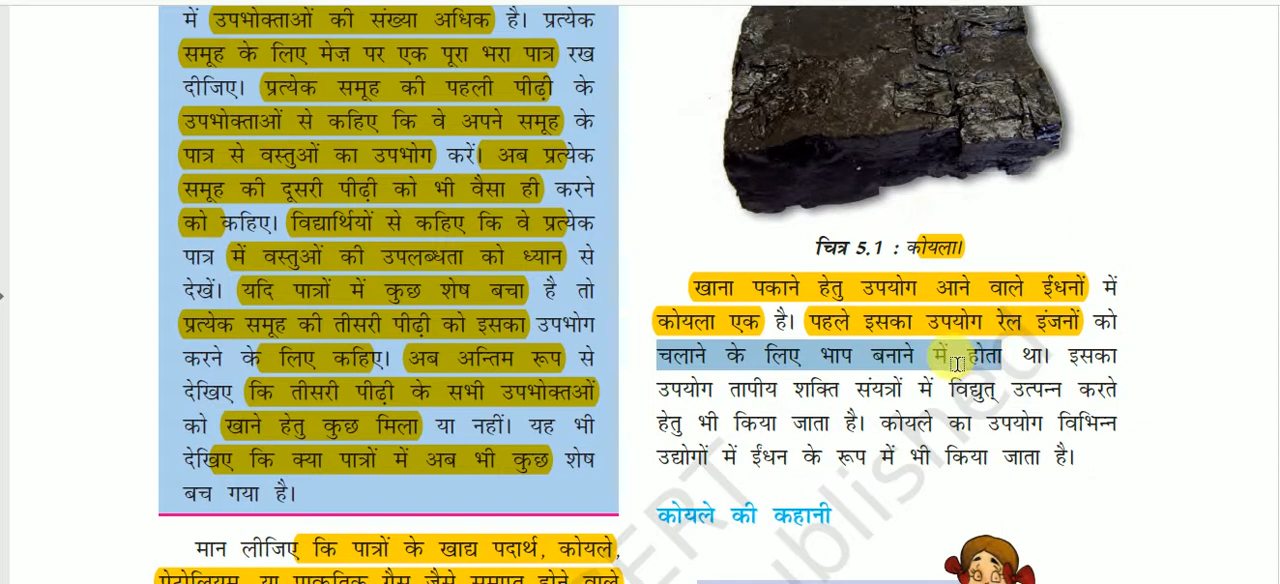 में उपभोक्ताओं की संख्या अधिक है। प्रत्येक
समूह के लिए मेज़ पर एक पूरा भरा पात्र रख
दीजिए। प्रत्येक समूह की पहली पीढ़ी के
उपभोक्ताओं से कहिए कि वे अपने समूह के
पात्र से वस्तुओं का उपभोग करें। अब प्रत्येक
समूह की दूसरी पीढ़ी को भी वैसा ही करने
को कहिए। विद्यार्थियों से कहिए कि वे प्रत्येक
पात्र में वस्तुओं की उपलब्धता को ध्यान से
देखें। यदि पात्रों में कुछ शेष बचा है तो
प्रत्येक समूह की तीसरी पीढ़ी को इसका उपभोग
करने के लिए कहिए। अब अन्तिम रूप से
देखिए कि तीसरी पीढ़ी के सभी उपभोक्तओं
को खाने हेतु कुछ मिला या नहीं। यह भी
देखिए कि क्या पात्रों में अब भी कुछ शेष
बच गया है।
मान लीजिए कि पात्रों के खाद्य पदार्थ, कोयले,
पेट्रोलियम या प्राकृतिक गैस जैसे समाप्त होने वाले
चित्र 5.1 : कोयला।
खाना पकाने हेतु उपयोग आने वाले ईंधनों में
कोयला एक है। पहले इसका उपयोग रेल इंजनों को
चलाने के लिए भाप बनाने में होता था। इसका
उपयोग तापीय शक्ति संयत्रों में विद्युत् उत्पन्न करते
हेतु भी किया जाता है। कोयले का उपयोग विभिन्न
उद्योगों में ईंधन के रूप में भी किया जाता है।
कोयले की कहानी